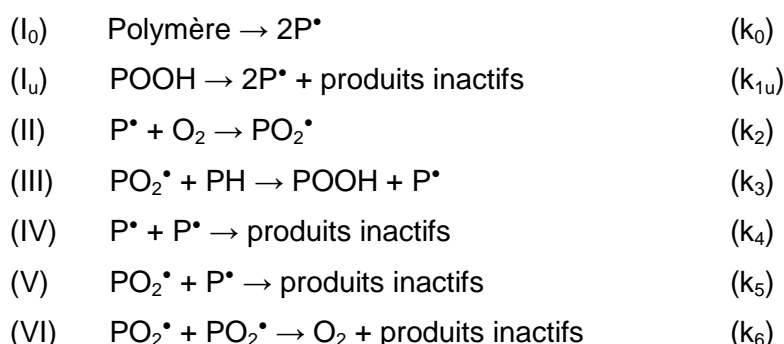 (I₀) Polymère → 2P• (k₀)
(Iᵤ) POOH → 2P• + produits inactifs (k₁ᵤ)
(II) P• + O₂ → PO₂• (k₂)
(III) PO₂• + PH → POOH + P• (k₃)
(IV) P• + P• → produits inactifs (k₄)
(V) PO₂• + P• → produits inactifs (k₅)
(VI) PO₂• + PO₂• → O₂ + produits inactifs (k₆)